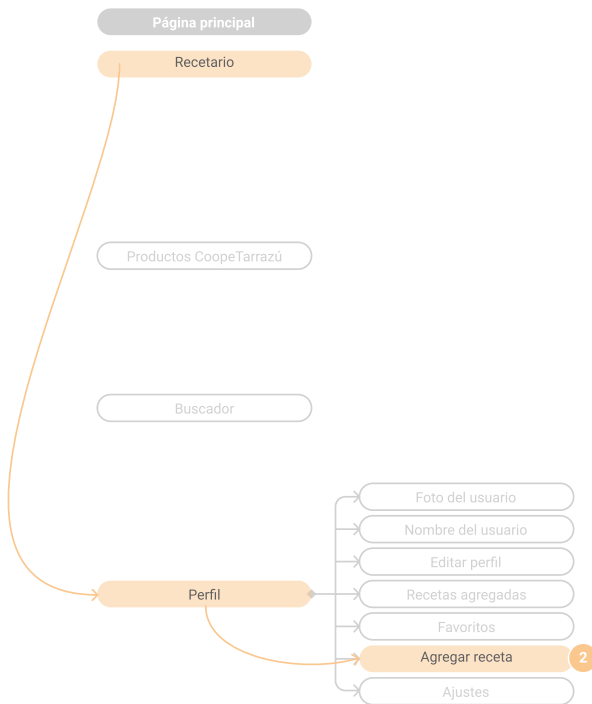 Página principal
Recetario
Productos CoopeTarrazú
Buscador
Foto del usuario
Nombre del usuario
Editar perfil
Perfil
Recetas agregadas
Favoritos
Agregar receta
2
Ajustes